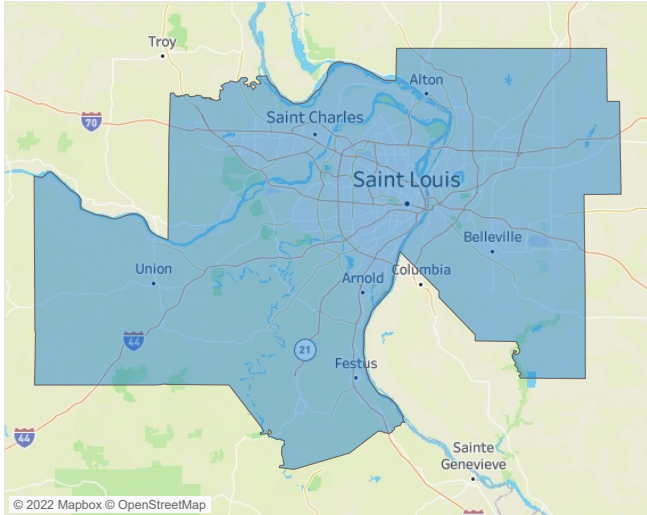 Troy
Alton
70
Saint Charles
Saint Louis
Belleville
Union
Arnold
Columbia
44
21
Festus
44
Sainte
Genevieve
© 2022 Mapbox © OpenStreetMap